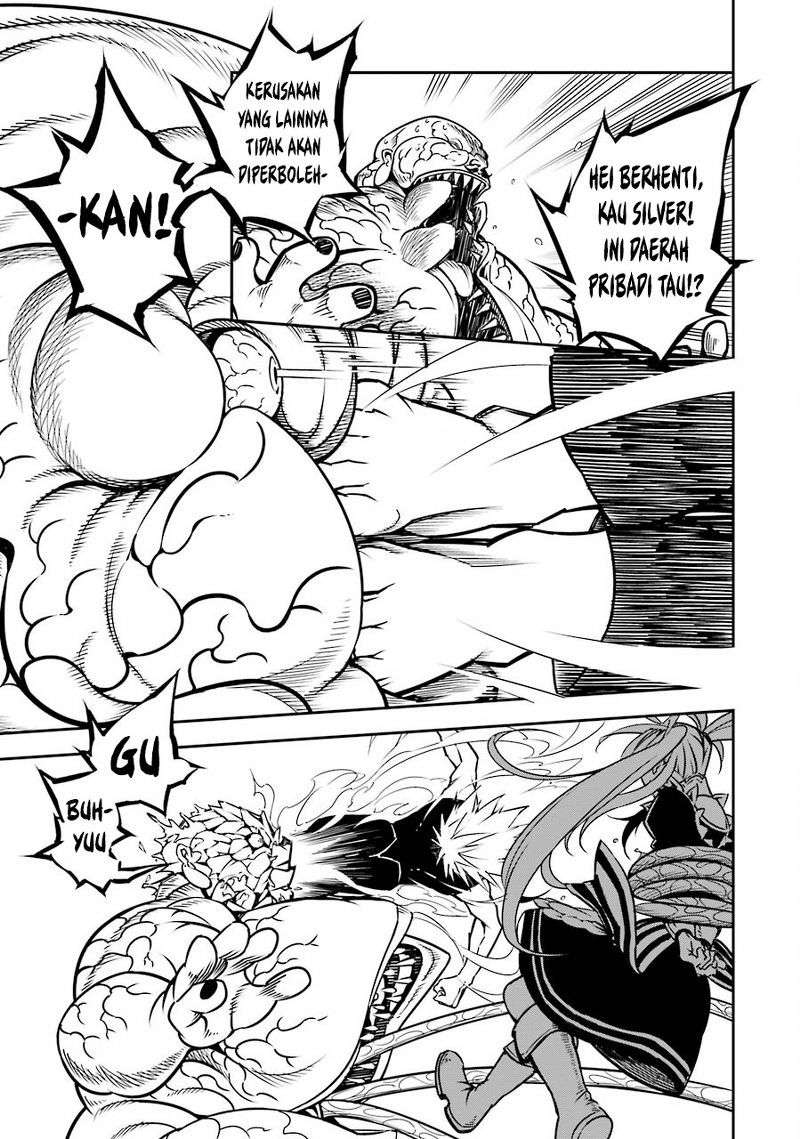 HEI BERHENTI,
KAU SILVER!
INI DAERAH
PRIBADI TAU!?
KERUSAKAN
YANG LAINNYA
TIDAK AKAN
DIPERBOLEH-
-KAN!
GU
BUH-
YUU